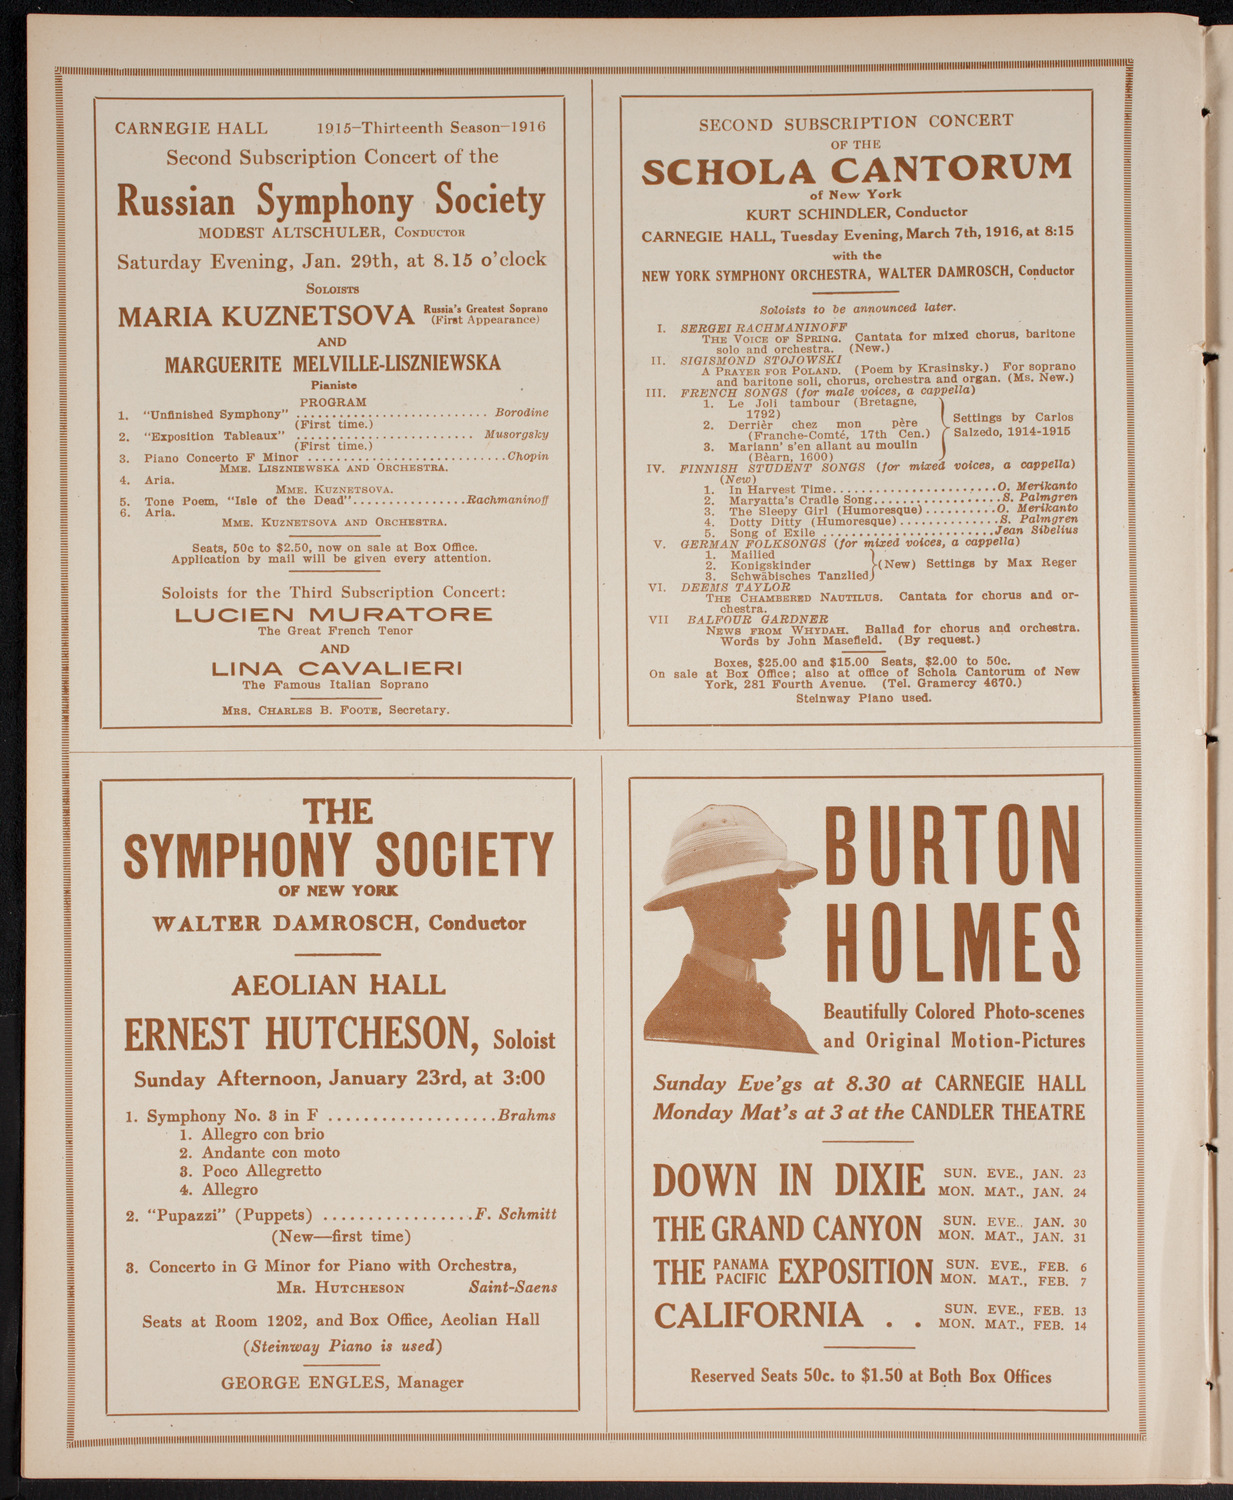 CARNEGIE HALL 1915—Thirteenth Season—1916
Second Subscription Concert of the
Russian Symphony Society
MODEST ALTSCHULER, CONDUCTOR
Saturday Evening, Jan. 29th, at 8.15 o'clock
SOLOISTS
MARIA KUZNETSOVA Russia's Greatest Soprano
(First Appearance)
AND
MARGUERITE MELVILLE-LISZNIEWSKA
Pianiste
PROGRAM
1. "Unfinished Symphony" ........................ Borodine
(First time.)
2. "Exposition Tableaux" ...................... Musorgsky
(First time.)
3. Piano Concerto F Minor .........................Chopin
MME. LISZNIEWSKA AND ORCHESTRA.
4. Aria.
MME. KUZNETSOVA.
5. Tone Poem, "Isle of the Dead"..............Rachmaninoff
6. Aria.
MME. KUZNETSOVA AND ORCHESTRA.
Seats, 50c to $2.50, now on sale at Box Office.
Application by mail will be given every attention.
Soloists for the Third Subscription Concert:
LUCIEN MURATORE
The Great French Tenor
AND
LINA CAVALIERI
The Famous Italian Soprano
MRS. CHARLES B. FOOTE, Secretary.
SECOND SUBSCRIPTION CONCERT
OF THE
SCHOLA CANTORUM
of New York
KURT SCHINDLER, Conductor
CARNEGIE HALL, Tuesday Evening, March 7th, 1916, at 8:15
with the
NEW YORK SYMPHONY ORCHESTRA, WALTER DAMROSCH, Conductor
Soloists to be announced later.
I. SERGEI RACHMANINOFF
THE VOICE OF SPRING. Cantata for mixed chorus, baritone
solo and orchestra. (New.)
II. SIGISMOND STOJOWSKI
A PRAYER FOR POLAND. (Poem by Krasinsky.) For soprano
and baritone soli, chorus, orchestra and organ. (Ms. New.)
III. FRENCH SONGS (for male voices, a cappella)
1. Le Joli tambour (Bretagne,
1792)
2. Derrièr chez mon père
(Franche-Comté, 17th Cen.)
3. Mariann' s'en allant au moulin
(Bèarn, 1600)
Settings by Carlos
Salzedo, 1914-1915
IV. FINNISH STUDENT SONGS (for mixed voices, a cappella)
(New)
1. In Harvest Time.....................O. Merikanto
2. Maryatta's Cradle Song..................S. Palmgren
3. The Sleepy Girl (Humoresque)..........O. Merikanto
4. Dotty Ditty (Humoresque).............S. Palmgren
5. Song of Exile ......................Jean Sibelius
V. GERMAN FOLKSONGS (for mixed voices, a cappella)
1. Mailied
2. Konigskinder
3. Schwäbisches Tanzlied
(New) Settings by Max Reger
VI. DEEMS TAYLOR
THE CHAMBERED NAUTILUS. Cantata for chorus and or-
chestra.
VII BALFOUR GARDNER
NEWS FROM WHYDAH. Ballad for chorus and orchestra.
Words by John Masefield. (By request.)
Boxes, $25.00 and $15.00 Seats, $2.00 to 50c.
On sale at Box Office; also at office of Schola Cantorum of New
York, 281 Fourth Avenue. (Tel. Gramercy 4670.)
Steinway Piano used.
THE
SYMPHONY SOCIETY
OF NEW YORK
WALTER DAMROSCH, Conductor
AEOLIAN HALL
ERNEST HUTCHESON, Soloist
Sunday Afternoon, January 23rd, at 3:00
1. Symphony No. 3 in F ...................Brahms
1. Allegro con brio
2. Andante con moto
3. Poco Allegretto
4. Allegro
2. "Pupazzi" (Puppets) .................F. Schmitt
(New—first time)
3. Concerto in G Minor for Piano with Orchestra,
MR. HUTCHESON Saint-Saens
Seats at Room 1202, and Box Office, Aeolian Hall
(Steinway Piano is used)
GEORGE ENGLES, Manager
BURTON
HOLMES
Beautifully Colored Photo-scenes
and Original Motion-Pictures
Sunday Eve'gs at 8.30 at CARNEGIE HALL
Monday Mat's at 3 at the CANDLER THEATRE
DOWN IN DIXIE SUN. EVE., JAN. 23
MON. MAT., JAN. 24
THE GRAND CANYON SUN. EVE., JAN. 30
MON. MAT., JAN. 31
THE PANAMA PACIFIC EXPOSITION SUN. EVE., FEB. 6
MON. MAT., FEB. 7
CALIFORNIA . . SUN. EVE., FEB. 13
MON. MAT., FEB. 14
Reserved Seats 50c. to $1.50 at Both Box Offices